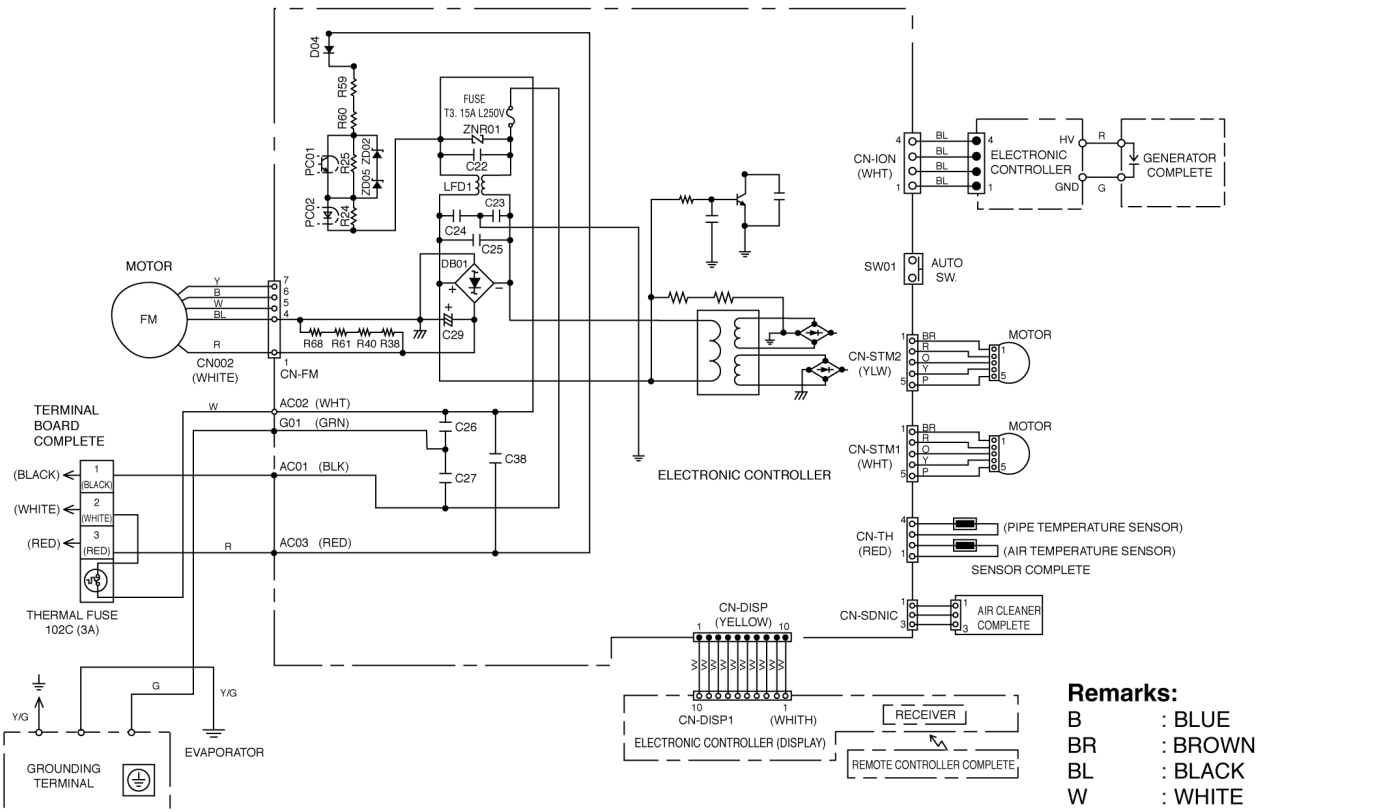 D04
R59
R60
PC01
R25
ZD02
ZD05
PC02
R24
FUSE
T3. 15A L250V
ZNR01
C22
LFD1
C23
C24
C25
DB01
+
−
+
C29
MOTOR
FM
Y
B
W
BL
R
7
6
5
4
1
R68 R61 R40 R38
CN002
(WHITE)
CN-FM
W
AC02 (WHT)
G01 (GRN)
AC01 (BLK)
R
AC03 (RED)
C26
C27
C38
TERMINAL
BOARD
COMPLETE
(BLACK)
1
(BLACK)
(WHITE)
2
(WHITE)
(RED)
3
(RED)
THERMAL FUSE
102C (3A)
G
Y/G
Y/G
EVAPORATOR
GROUNDING
TERMINAL
ELECTRONIC CONTROLLER
CN-ION
(WHT)
4
1
BL
BL
BL
BL
4
1
ELECTRONIC
CONTROLLER
HV
GND
R
G
GENERATOR
COMPLETE
SW01
AUTO
SW.
CN-STM2
(YLW)
1
5
BR
R
O
Y
P
1
5
MOTOR
CN-STM1
(WHT)
1
5
BR
R
O
Y
P
1
5
MOTOR
CN-TH
(RED)
4
1
(PIPE TEMPERATURE SENSOR)
(AIR TEMPERATURE SENSOR)
SENSOR COMPLETE
CN-SDNIC
1
3
1
3
AIR CLEANER
COMPLETE
CN-DISP
(YELLOW)
1 10
W W W W W W W W W W
10 1
CN-DISP1 (WHITH)
ELECTRONIC CONTROLLER (DISPLAY)
RECEIVER
REMOTE CONTROLLER COMPLETE
Remarks:
B : BLUE
BR : BROWN
BL : BLACK
W : WHITE